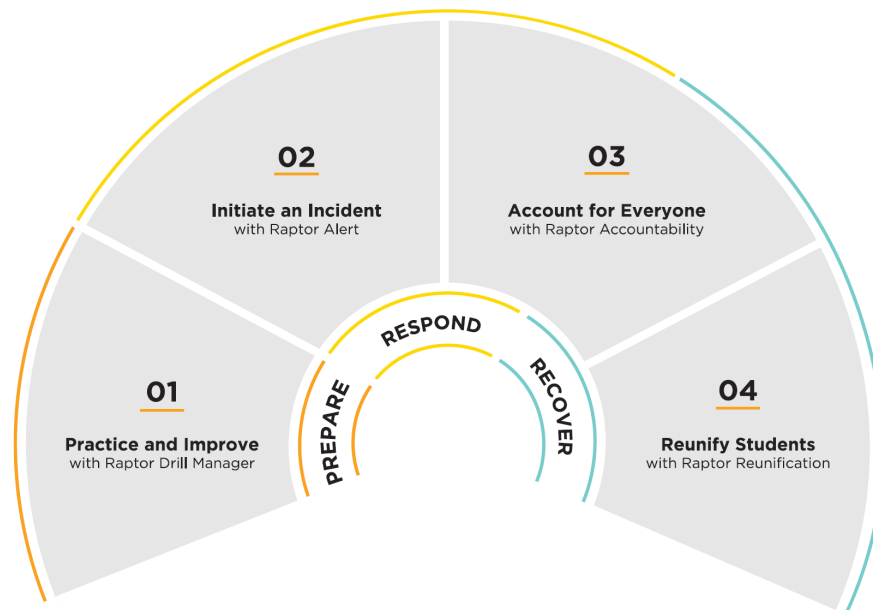 01
Practice and Improve
with Raptor Drill Manager
02
Initiate an Incident
with Raptor Alert
03
Account for Everyone
with Raptor Accountability
04
Reunify Students
with Raptor Reunification
PREPARE
RESPOND
RECOVER